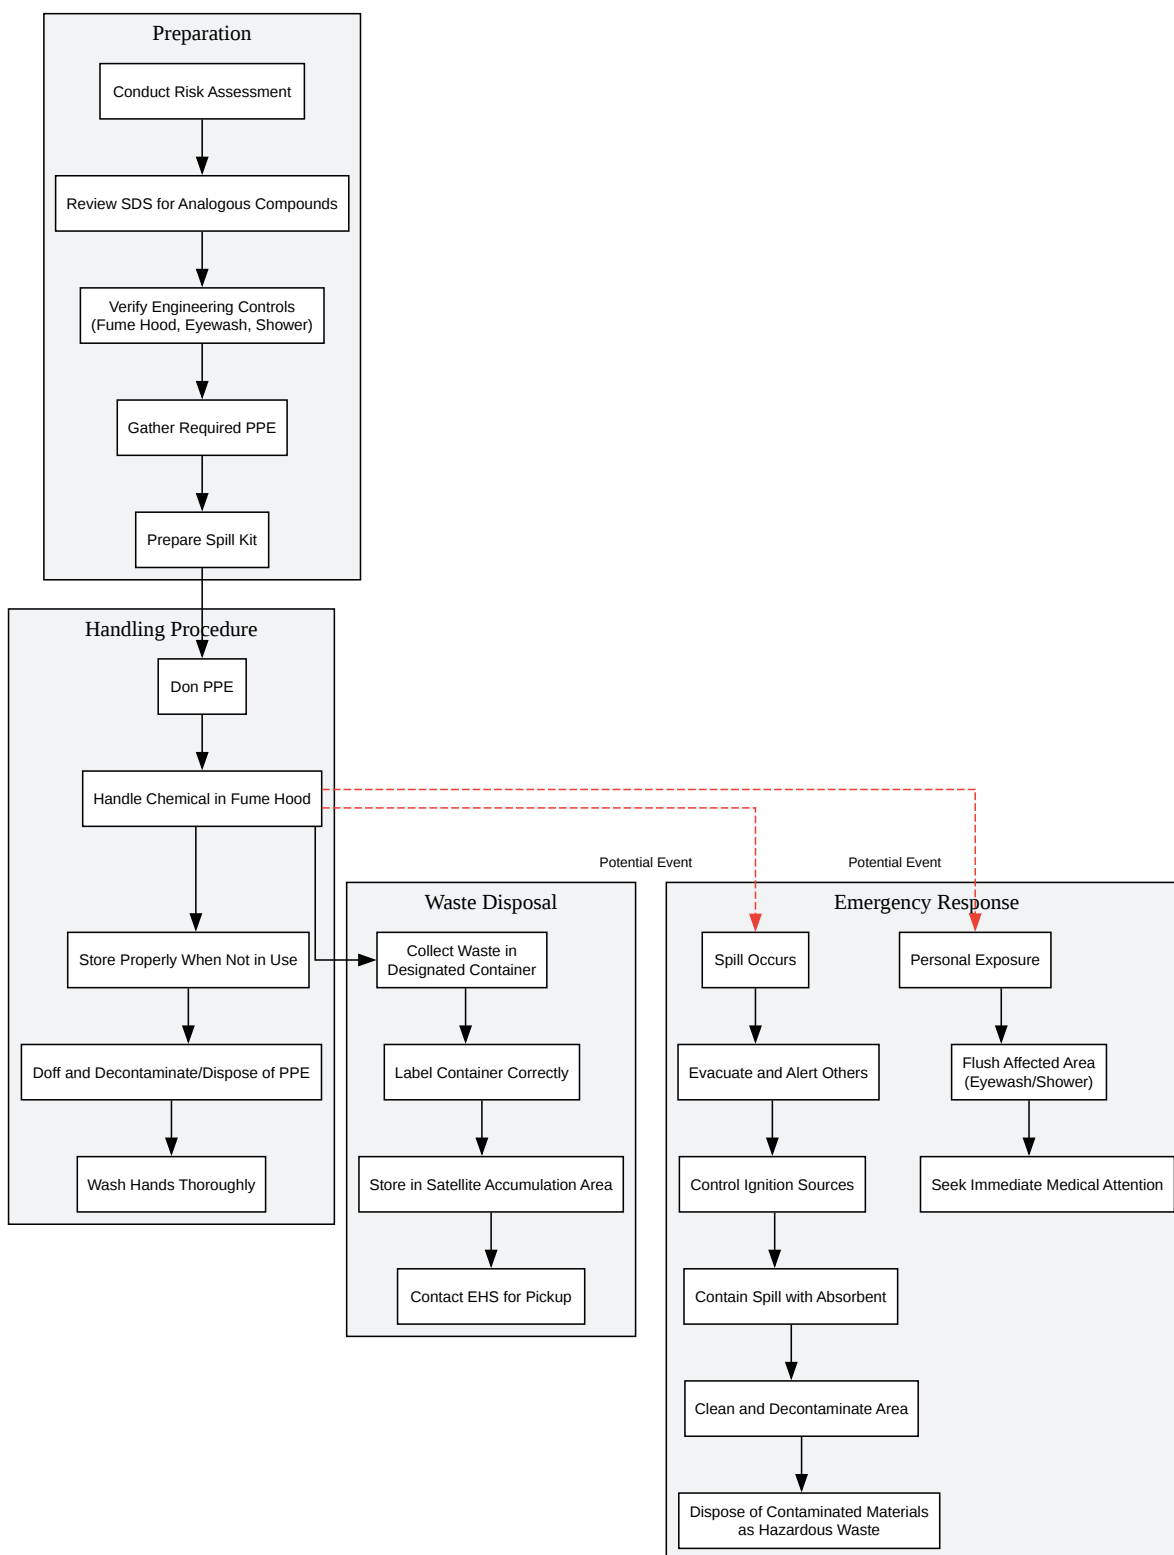 Preparation
Conduct Risk Assessment
Review SDS for Analogous Compounds
Verify Engineering Controls
(Fume Hood, Eyewash, Shower)
Gather Required PPE
Prepare Spill Kit
Handling Procedure
Don PPE
Handle Chemical in Fume Hood
Store Properly When Not in Use
Doff and Decontaminate/Dispose of PPE
Wash Hands Thoroughly
Waste Disposal
Collect Waste in
Designated Container
Label Container Correctly
Store in Satellite Accumulation Area
Contact EHS for Pickup
Potential Event
Potential Event
Emergency Response
Spill Occurs
Evacuate and Alert Others
Control Ignition Sources
Contain Spill with Absorbent
Clean and Decontaminate Area
Dispose of Contaminated Materials
as Hazardous Waste
Personal Exposure
Flush Affected Area
(Eyewash/Shower)
Seek Immediate Medical Attention